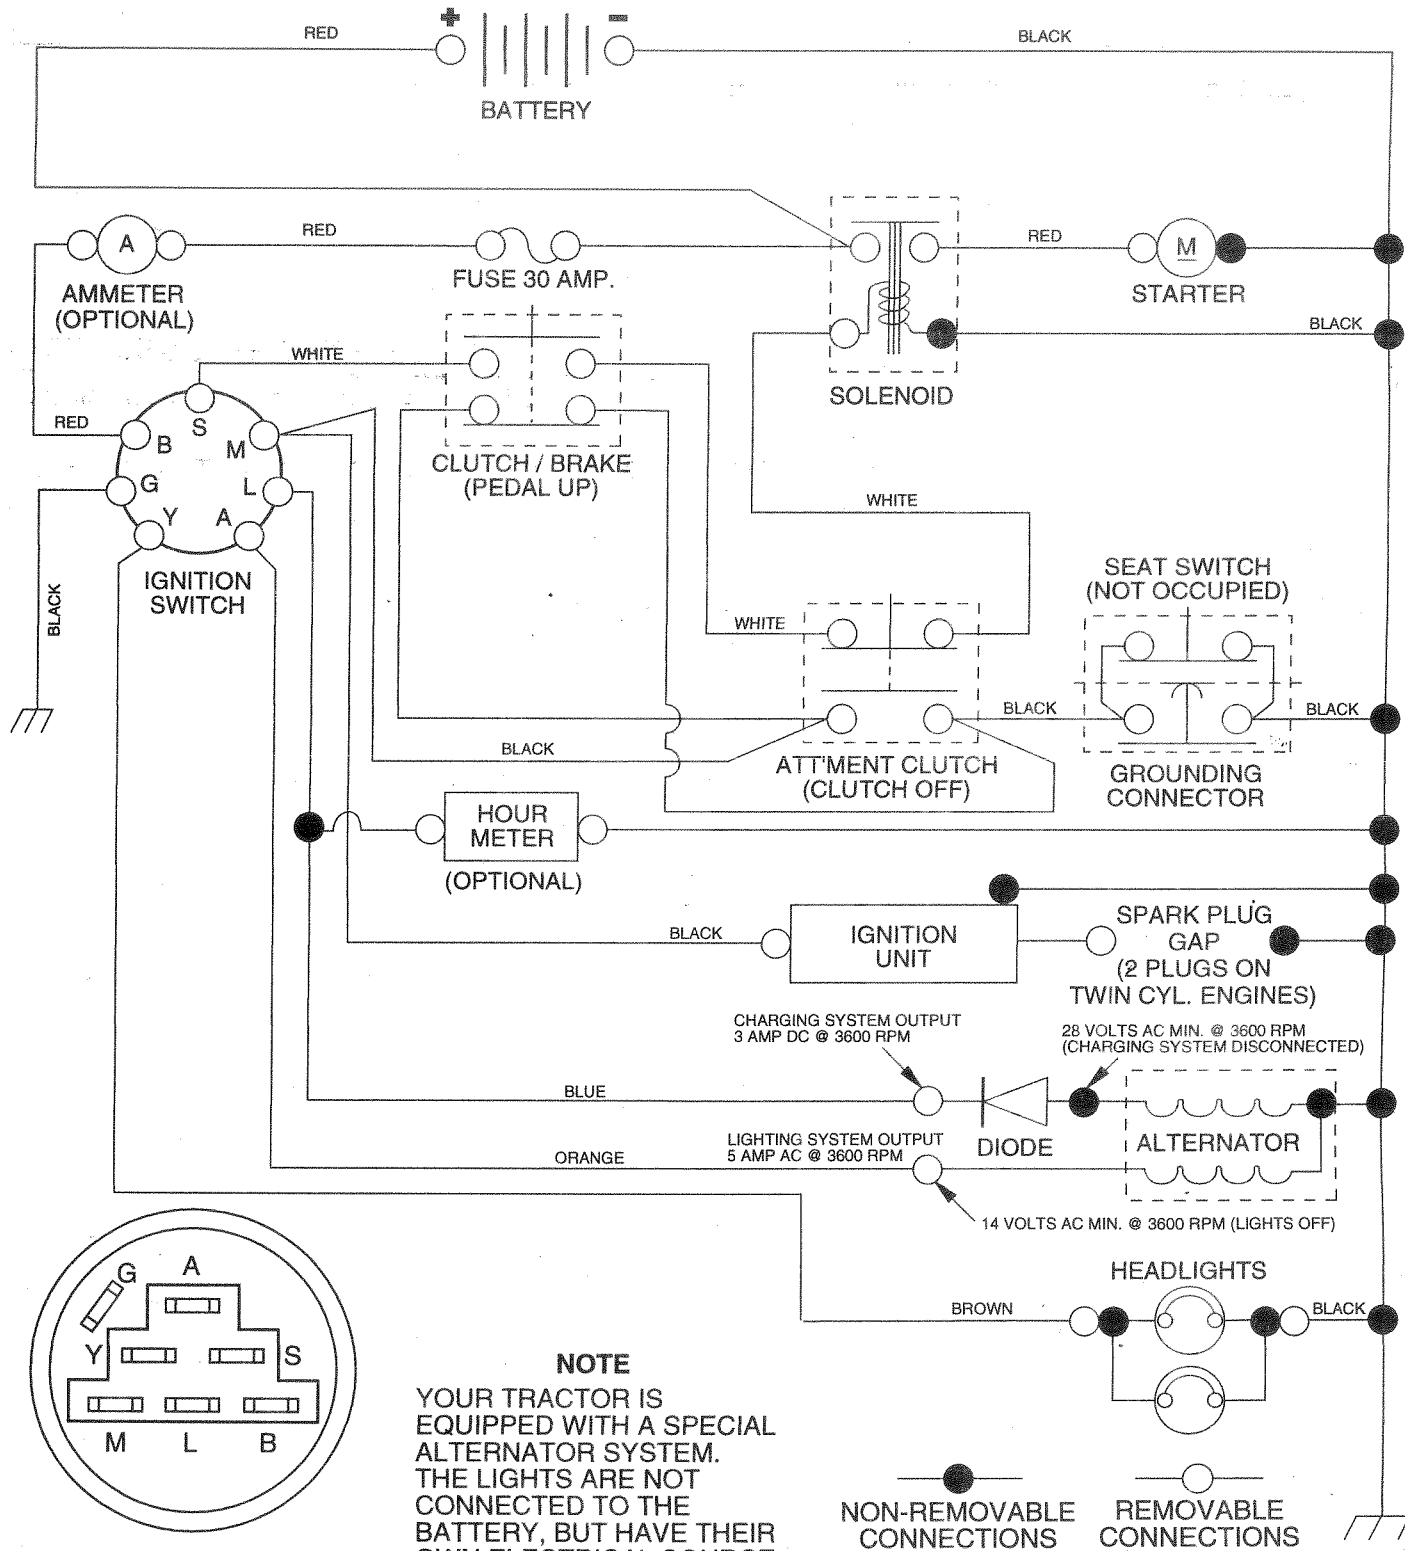 + -
RED
BLACK
BATTERY
A
RED
RED
M
FUSE 30 AMP.
AMMETER
(OPTIONAL)
STARTER
WHITE
BLACK
SOLENOID
S
RED
B
M
G
L
Y
A
CLUTCH / BRAKE
(PEDAL UP)
WHITE
IGNITION
SWITCH
BLACK
SEAT SWITCH
(NOT OCCUPIED)
WHITE
BLACK
BLACK
BLACK
ATT'MENT CLUTCH
(CLUTCH OFF)
GROUNDING
CONNECTOR
HOUR
METER
(OPTIONAL)
BLACK
IGNITION
UNIT
SPARK PLUG
GAP
(2 PLUGS ON
TWIN CYL. ENGINES)
CHARGING SYSTEM OUTPUT
3 AMP DC @ 3600 RPM
28 VOLTS AC MIN. @ 3600 RPM
(CHARGING SYSTEM DISCONNECTED)
BLUE
DIODE
ALTERNATOR
LIGHTING SYSTEM OUTPUT
5 AMP AC @ 3600 RPM
ORANGE
14 VOLTS AC MIN. @ 3600 RPM (LIGHTS OFF)
HEADLIGHTS
BROWN
BLACK
G
A
Y
S
M
L
B
NOTE
YOUR TRACTOR IS
EQUIPPED WITH A SPECIAL
ALTERNATOR SYSTEM.
THE LIGHTS ARE NOT
CONNECTED TO THE
BATTERY, BUT HAVE THEIR
OWN ELECTRICAL SOURCE
NON-REMOVABLE
CONNECTIONS
REMOVABLE
CONNECTIONS